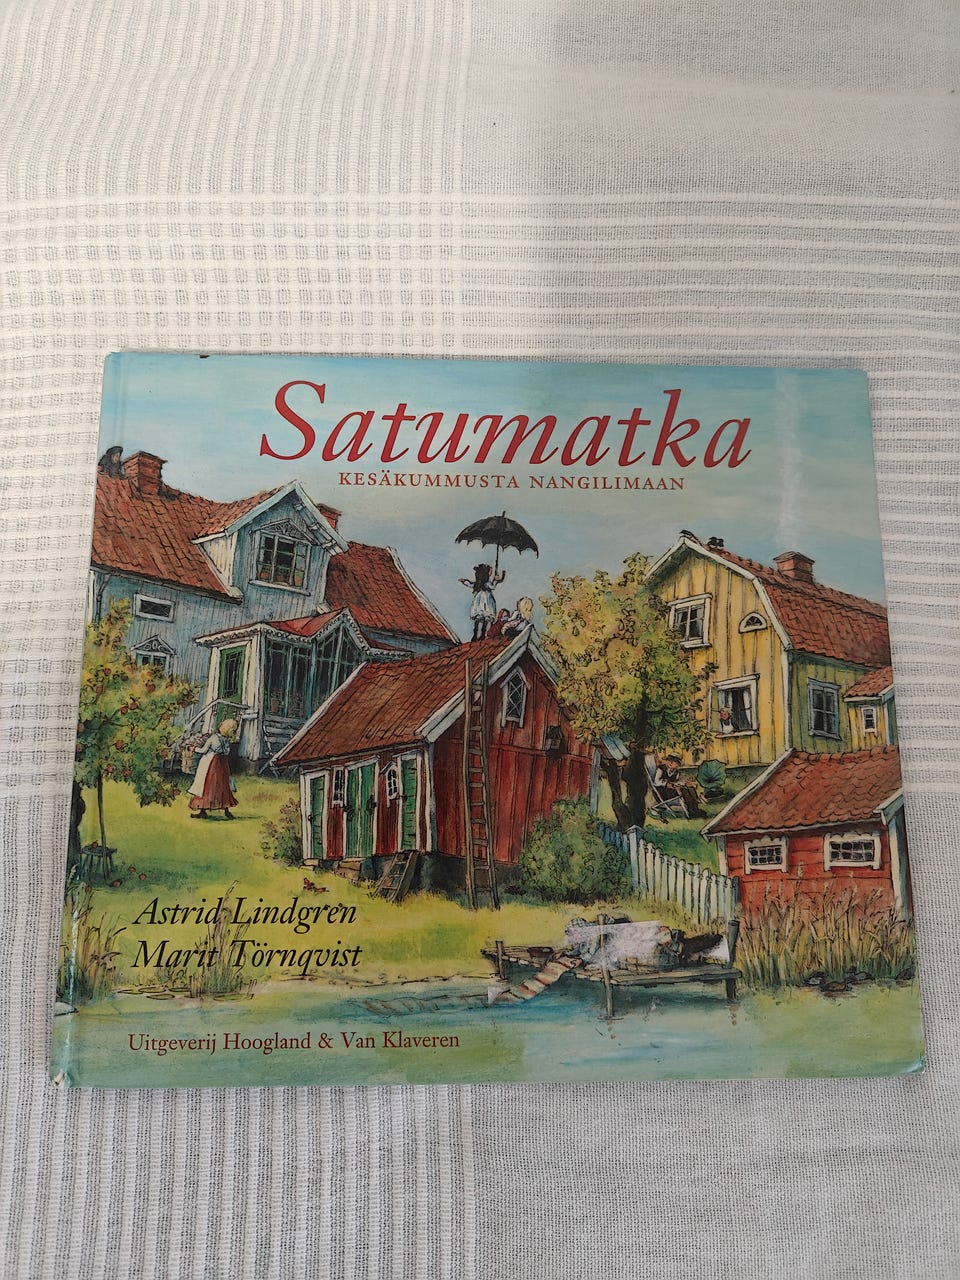 Satumatka
KESÄKUMMUSTA NANGILIMAAN
Astrid Lindgren
Marit Törnqvist
Uitgeverij Hoogland & Van Klaveren